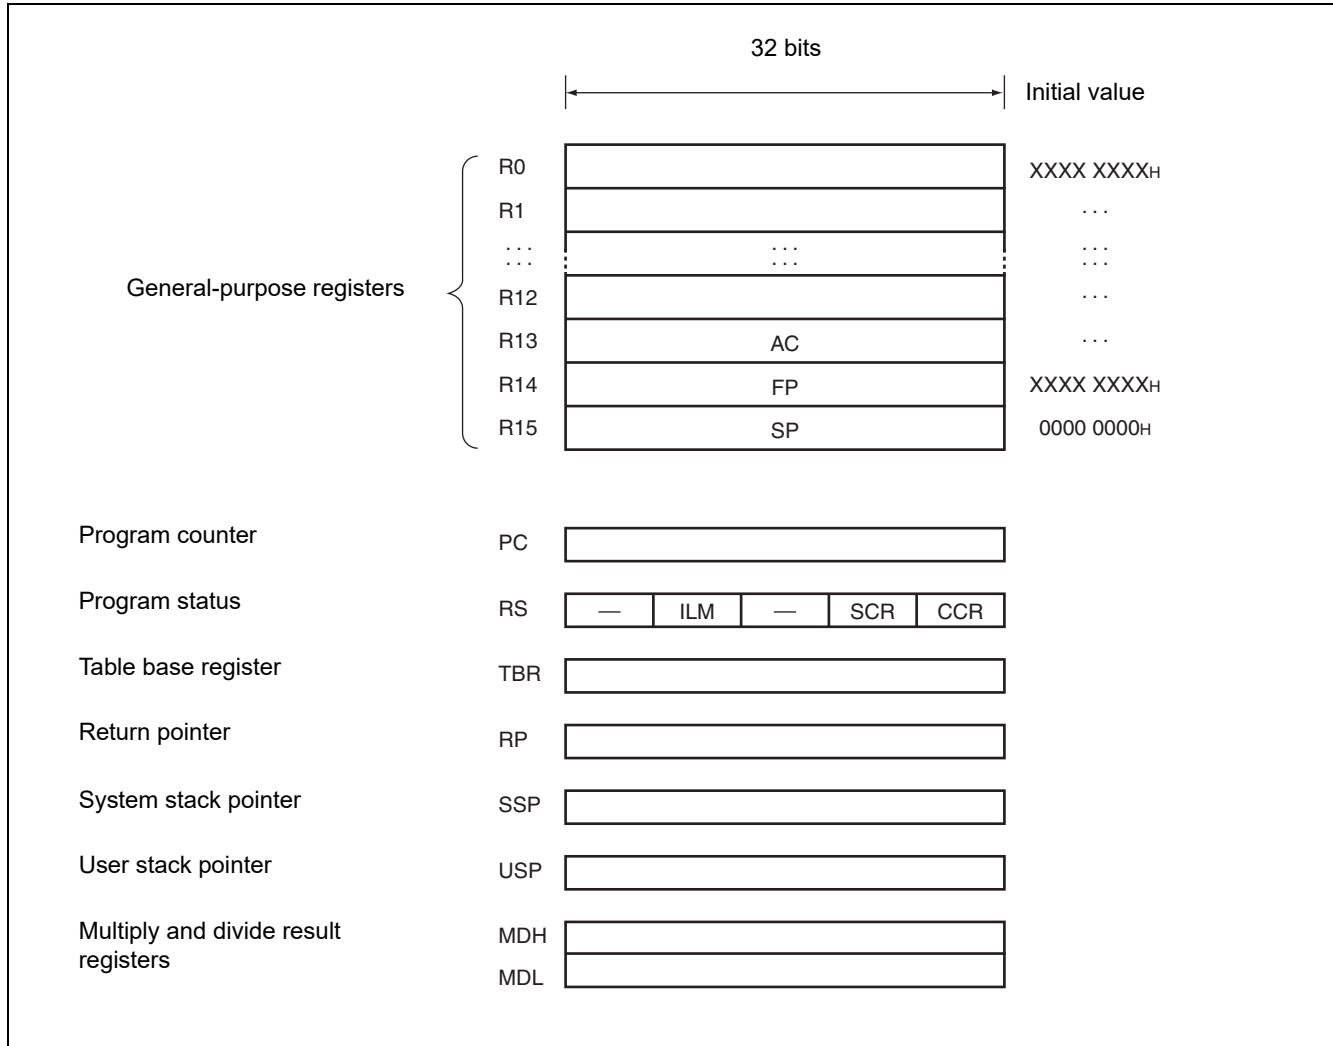 32 bits
Initial value
R0 XXXX XXXXH
R1 ...
... ... ...
... ... ...
General-purpose registers
R12 ...
R13 AC ...
R14 FP XXXX XXXXH
R15 SP 0000 0000H
Program counter PC
Program status RS — ILM — SCR CCR
Table base register TBR
Return pointer RP
System stack pointer SSP
User stack pointer USP
Multiply and divide result MDH
registers MDL